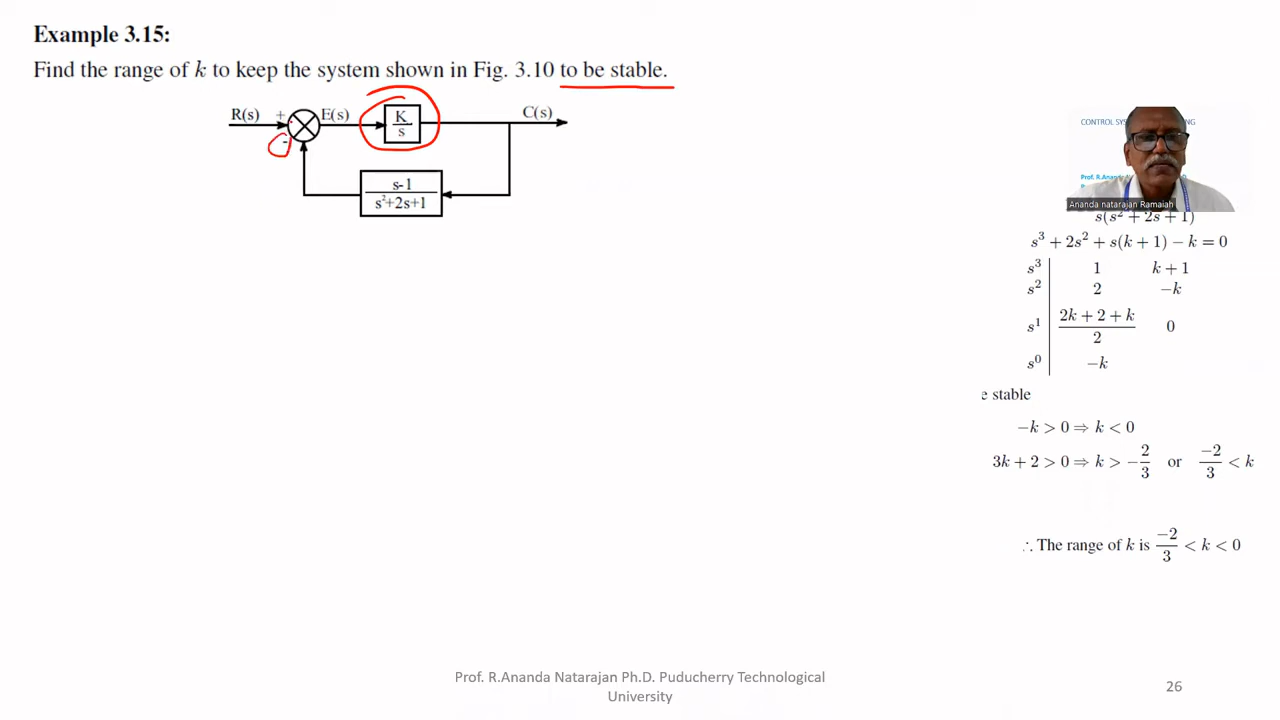 Example 3.15:
Find the range of k to keep the system shown in Fig. 3.10 to be stable.
R(s) + E(s) K/s C(s)
-
s-1
s²+2s+1
CONTROL SYS
NG
Prof. R.Anan
Ananda natarajan Ramaiah
s(s² + 2s + 1)
s³ + 2s² + s(k + 1) − k = 0
s³ 1 k + 1
s² 2 −k
s¹ (2k + 2 + k)/2 0
s⁰ −k
e stable
−k > 0 ⇒ k < 0
3k + 2 > 0 ⇒ k > −2/3 or −2/3 < k
∴ The range of k is −2/3 < k < 0
Prof. R.Ananda Natarajan Ph.D. Puducherry Technological
University
26